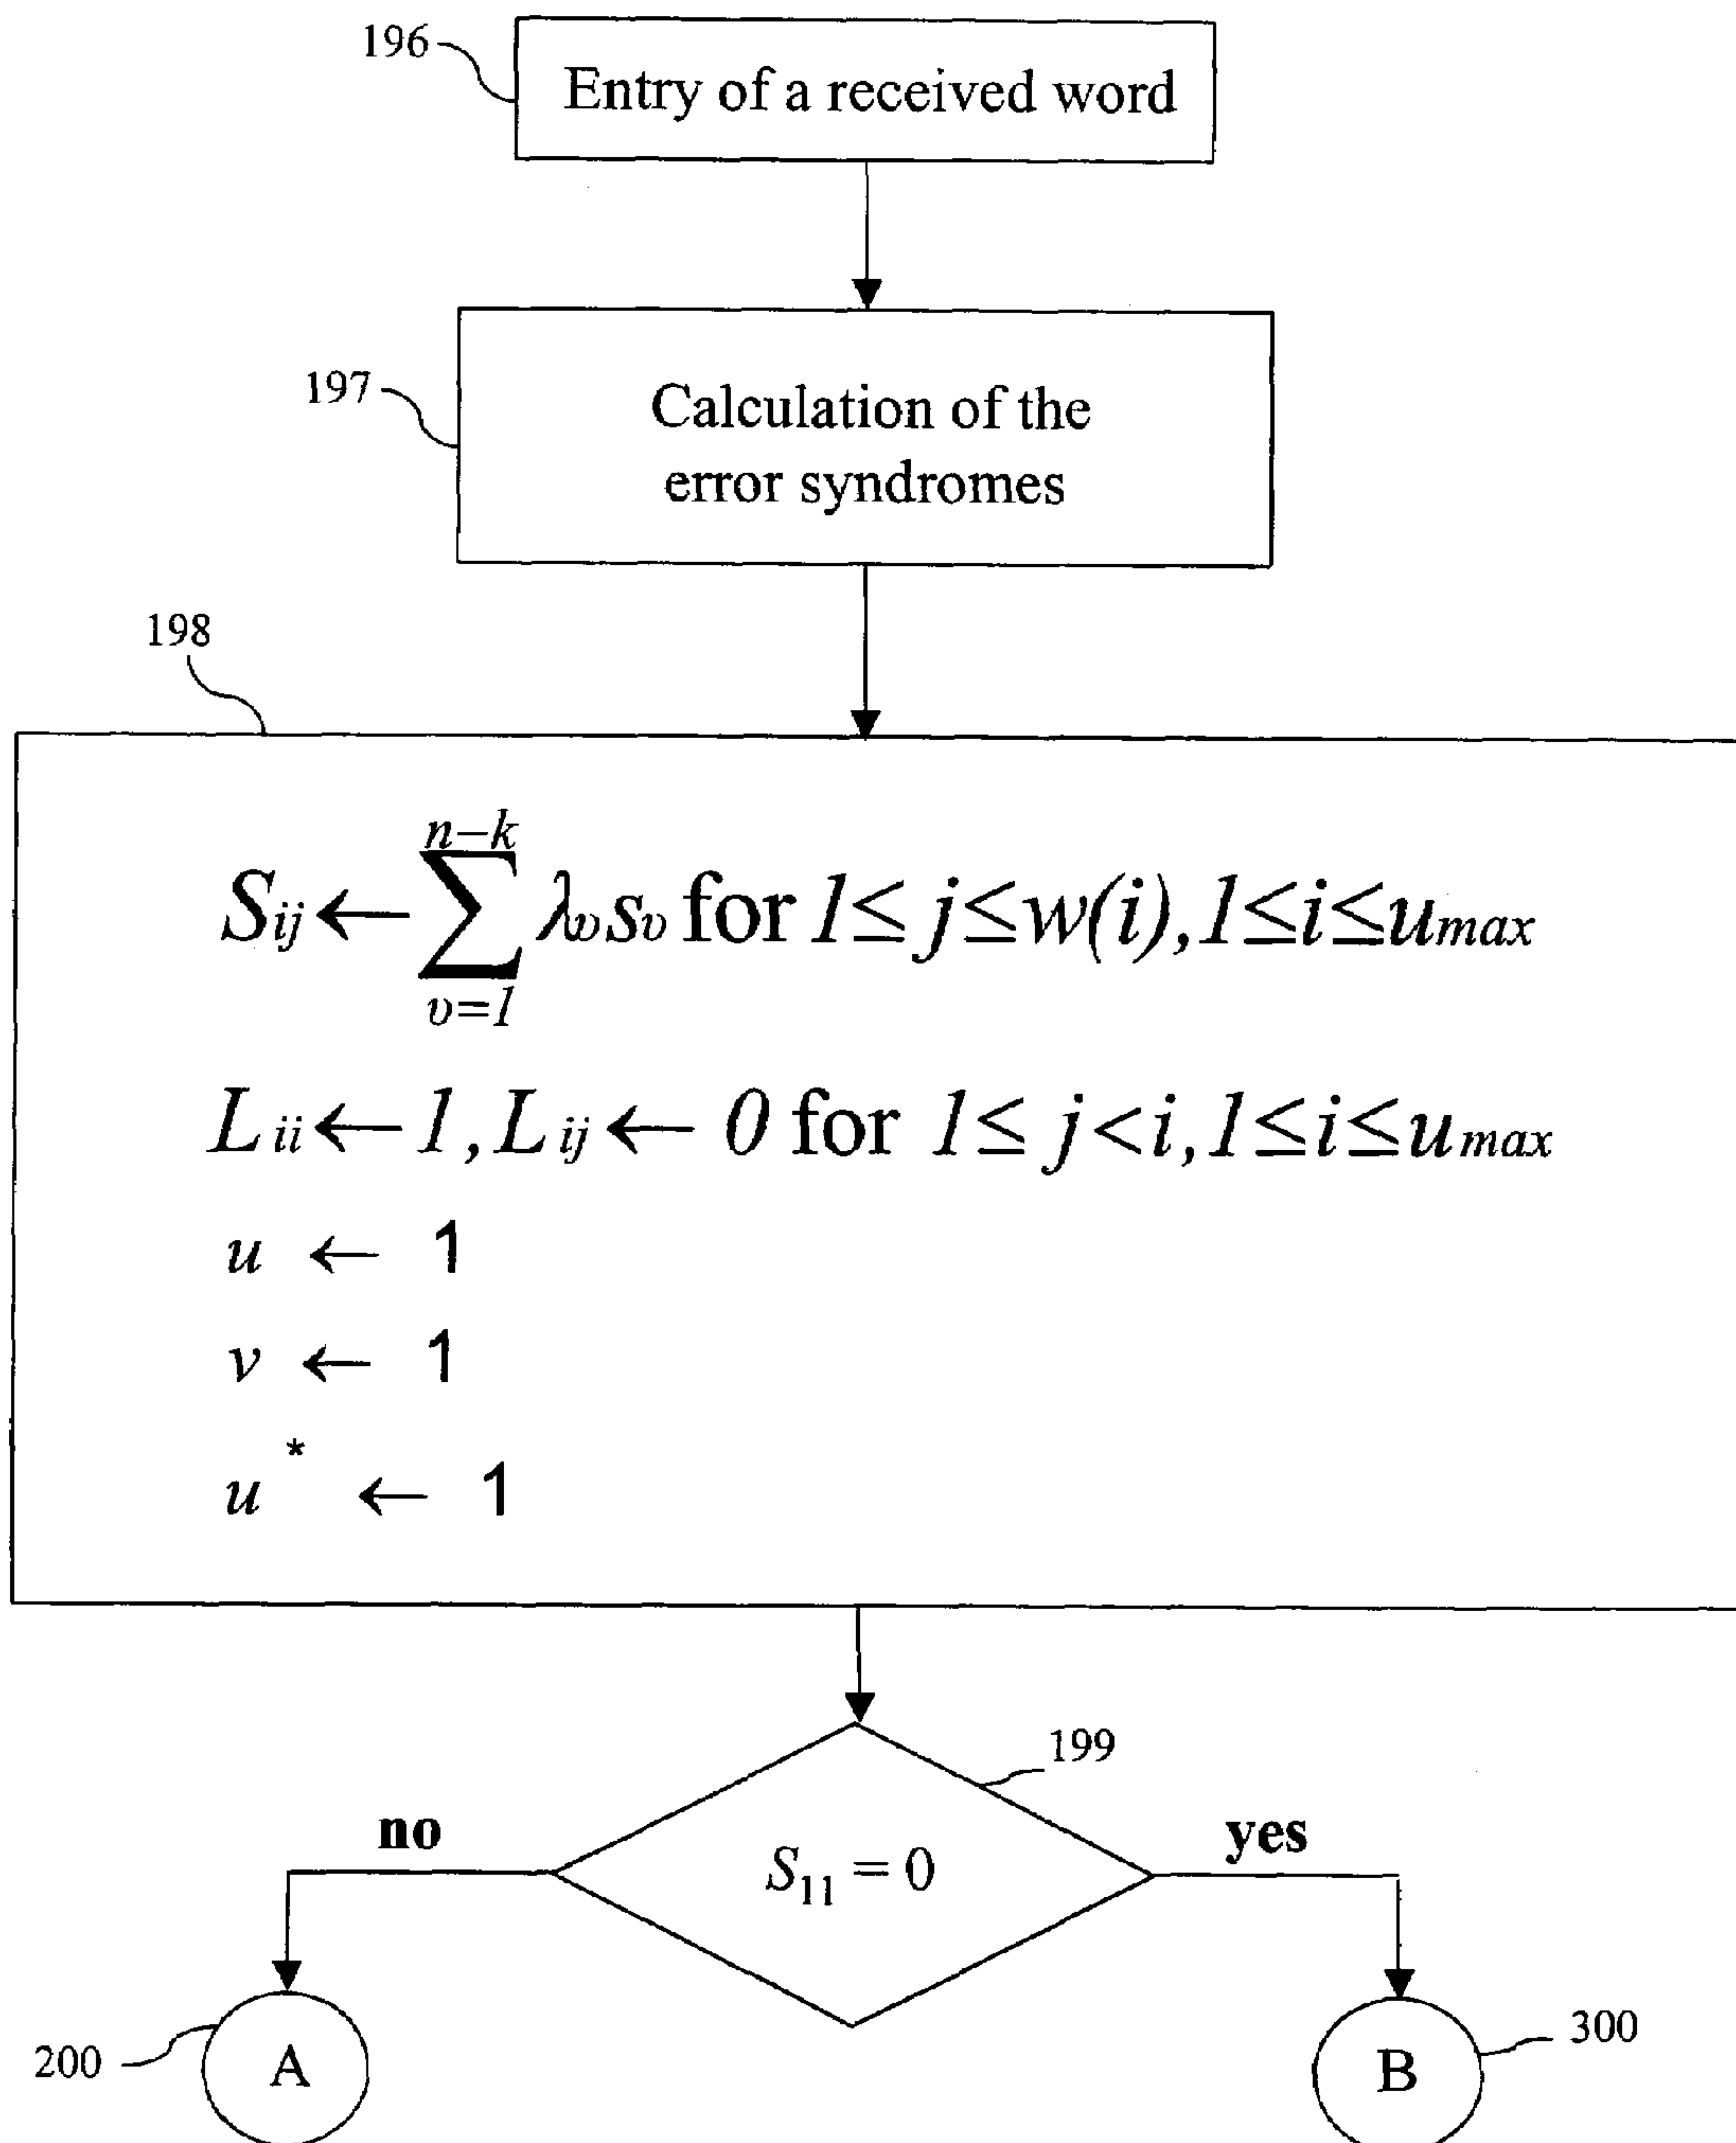 196
Entry of a received word
197
Calculation of the
error syndromes
198
n−k
S_ij ← ∑ λ_υ s_υ for 1 ≤ j ≤ w(i), 1 ≤ i ≤ u_max
υ=1
L_ii ← 1, L_ij ← 0 for 1 ≤ j < i, 1 ≤ i ≤ u_max
u ← 1
v ← 1
u* ← 1
199
no
S₁₁ = 0
yes
200
A
B
300